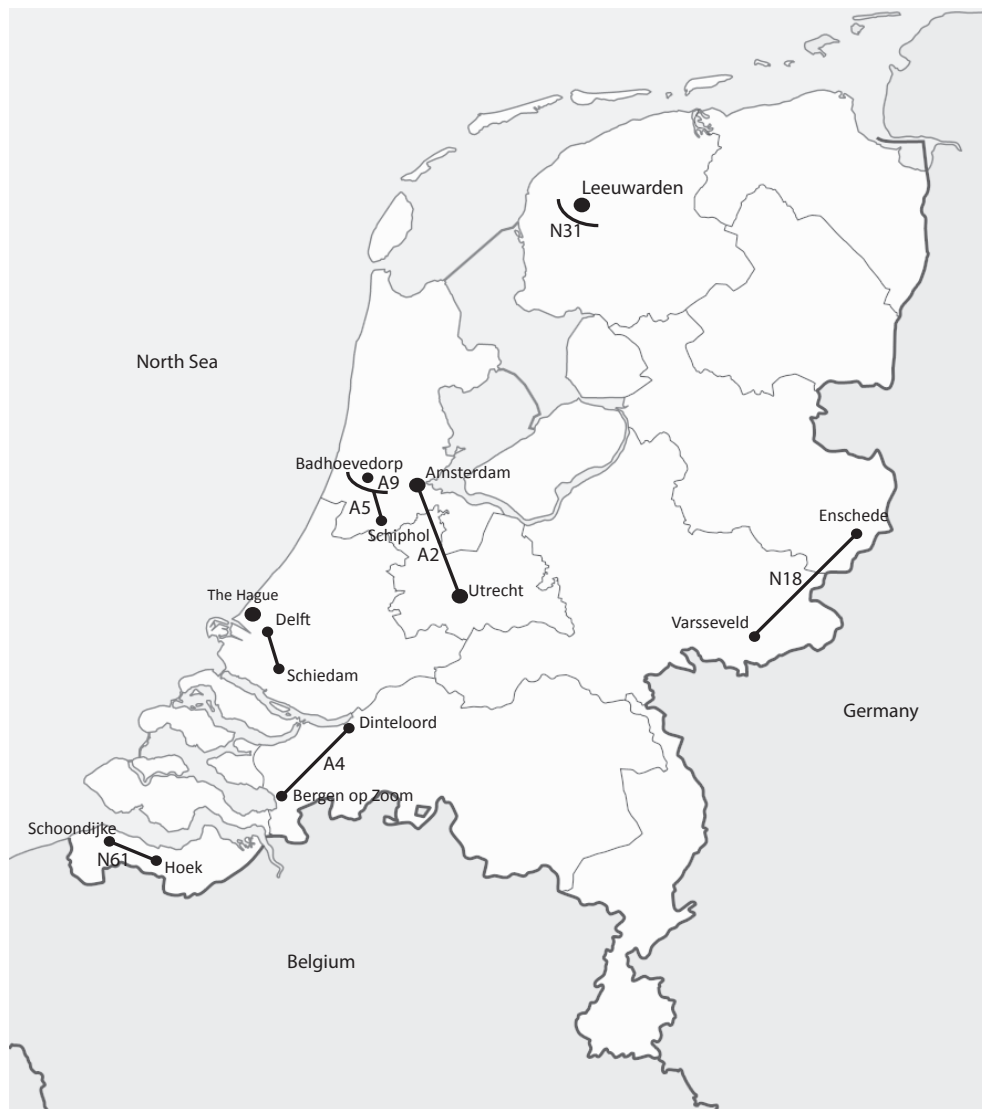 Leeuwarden
N31
North Sea
Badhoevedorp
A9
Amsterdam
A5
Schiphol
A2
Enschede
N18
Utrecht
The Hague
Delft
Varsseveld
Schiedam
Germany
Dinteloord
A4
Bergen op Zoom
Schoondijke
N61
Hoek
Belgium